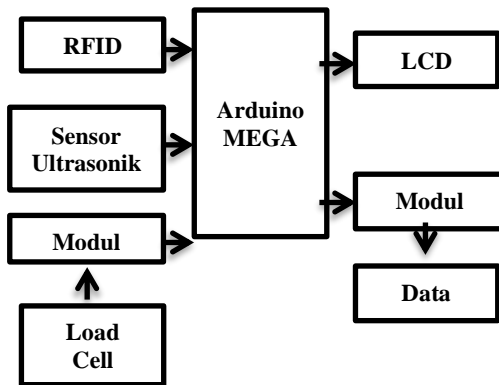 RFID
LCD
Arduino
MEGA
Sensor
Ultrasonik
Modul
Modul
Data
Load
Cell